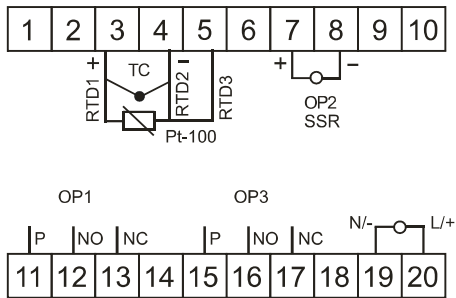 1 2 3 4 5 6 7 8 9 10
+ TC − + −
RTD1 RTD2 RTD3
OP2
SSR
Pt-100
OP1 OP3
N/- L/+
P NO NC P NO NC
11 12 13 14 15 16 17 18 19 20